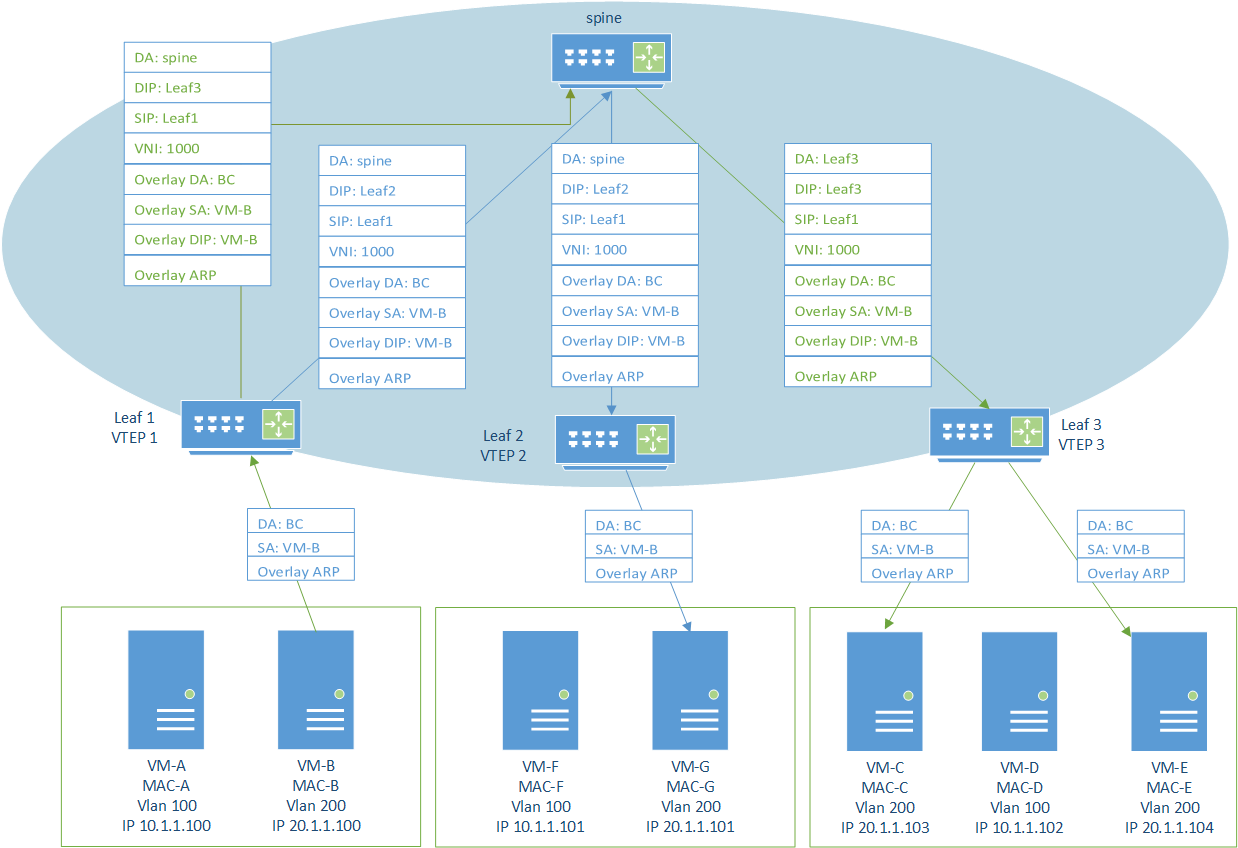 spine
DA: spine
DIP: Leaf3
SIP: Leaf1
VNI: 1000
Overlay DA: BC
Overlay SA: VM-B
Overlay DIP: VM-B
Overlay ARP
DA: spine
DIP: Leaf2
SIP: Leaf1
VNI: 1000
Overlay DA: BC
Overlay SA: VM-B
Overlay DIP: VM-B
Overlay ARP
DA: spine
DIP: Leaf2
SIP: Leaf1
VNI: 1000
Overlay DA: BC
Overlay SA: VM-B
Overlay DIP: VM-B
Overlay ARP
DA: Leaf3
DIP: Leaf3
SIP: Leaf1
VNI: 1000
Overlay DA: BC
Overlay SA: VM-B
Overlay DIP: VM-B
Overlay ARP
Leaf 1
VTEP 1
Leaf 2
VTEP 2
Leaf 3
VTEP 3
DA: BC
SA: VM-B
Overlay ARP
DA: BC
SA: VM-B
Overlay ARP
DA: BC
SA: VM-B
Overlay ARP
DA: BC
SA: VM-B
Overlay ARP
VM-A
MAC-A
Vlan 100
IP 10.1.1.100
VM-B
MAC-B
Vlan 200
IP 20.1.1.100
VM-F
MAC-F
Vlan 100
IP 10.1.1.101
VM-G
MAC-G
Vlan 200
IP 20.1.1.101
VM-C
MAC-C
Vlan 200
IP 20.1.1.103
VM-D
MAC-D
Vlan 100
IP 10.1.1.102
VM-E
MAC-E
Vlan 200
IP 20.1.1.104